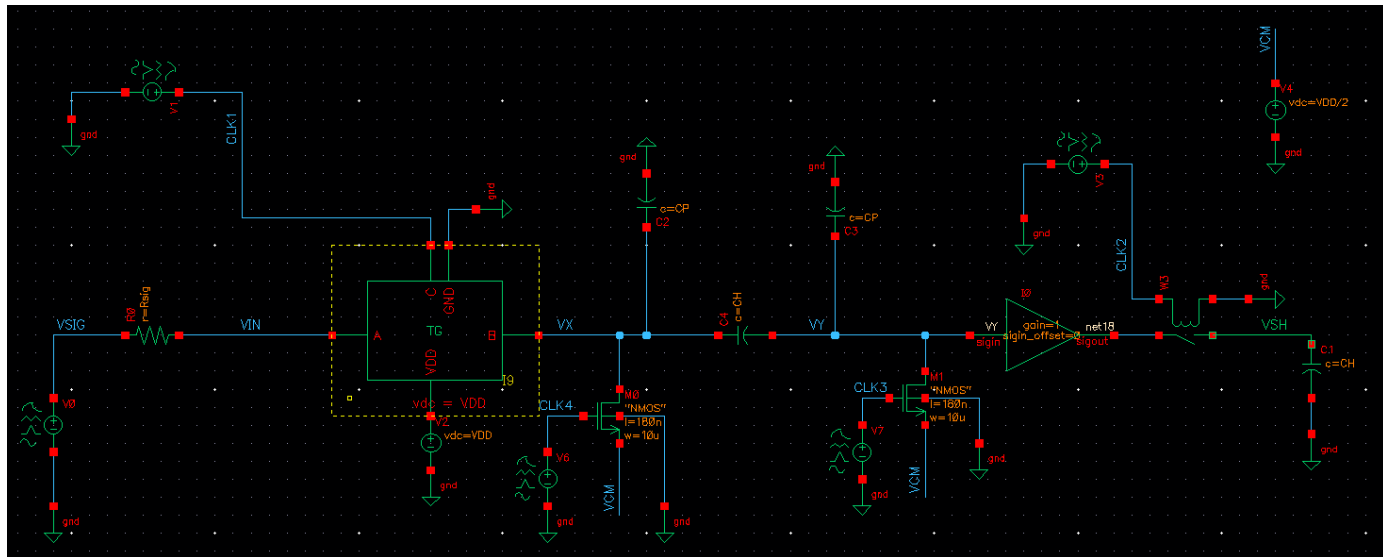 VCM
V4
vdc=VDD/2
gnd
V1
gnd
CLK1
gnd
gnd
c=CP
C2
gnd
c=CP
C3
V3
gnd
CLK2
VSIG
R0
r=Rsig
VIN
C
GND
A
TG
B
VDD
I9
vdc = VDD
V2
vdc=VDD
gnd
VX
C4
c=CH
VY
I0
VY
sigin
gain=1
sigin_offset=0
net18
sigout
W3
gnd
VSH
C1
c=CH
gnd
V0
gnd
CLK4
V6
gnd
M0
"NMOS"
l=180n
w=10u
VCM
gnd
CLK3
V7
gnd
M1
"NMOS"
l=180n
w=10u
VCM
gnd